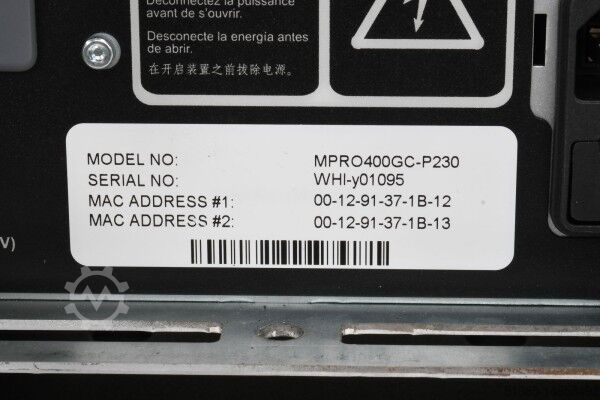 Déconnectez la puissance
avant de s'ouvrir.
Desconecte la energía antes
de abrir.
在开启装置之前拔除电源。
MODEL NO: MPRO400GC-P230
SERIAL NO: WHI-y01095
MAC ADDRESS #1: 00-12-91-37-1B-12
MAC ADDRESS #2: 00-12-91-37-1B-13
V)